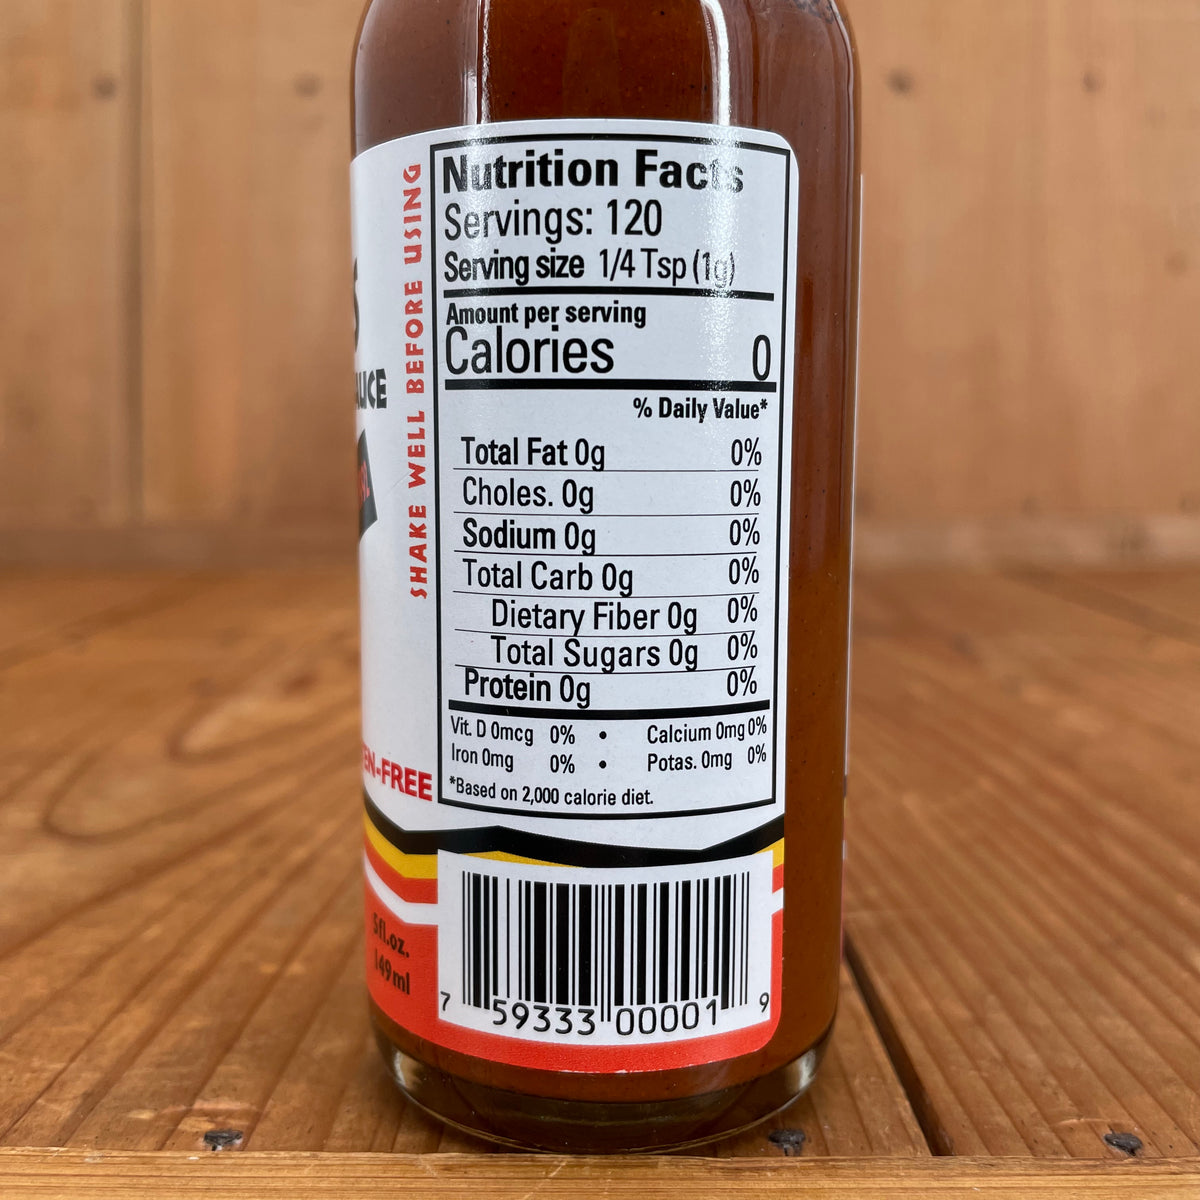 SHAKE WELL BEFORE USING
Nutrition Facts
Servings: 120
Serving size 1/4 Tsp (1g)
Amount per serving
Calories 0
% Daily Value*
Total Fat 0g 0%
Choles. 0g 0%
Sodium 0g 0%
Total Carb 0g 0%
Dietary Fiber 0g 0%
Total Sugars 0g 0%
Protein 0g 0%
Vit. D 0mcg 0% • Calcium 0mg 0%
Iron 0mg 0% • Potas. 0mg 0%
*Based on 2,000 calorie diet.
EN-FREE
5fl.oz.
149ml
7 59333 00001 9